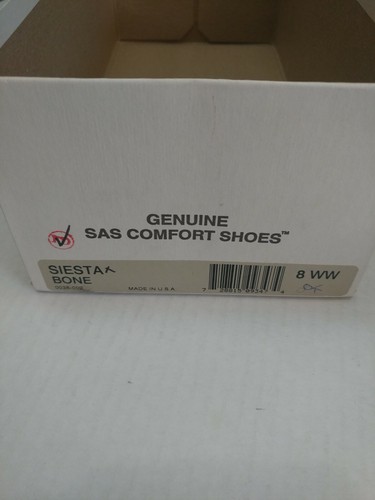 GENUINE
SAS COMFORT SHOES™
SIESTA
BONE
MADE IN U.S.A.
8 WW